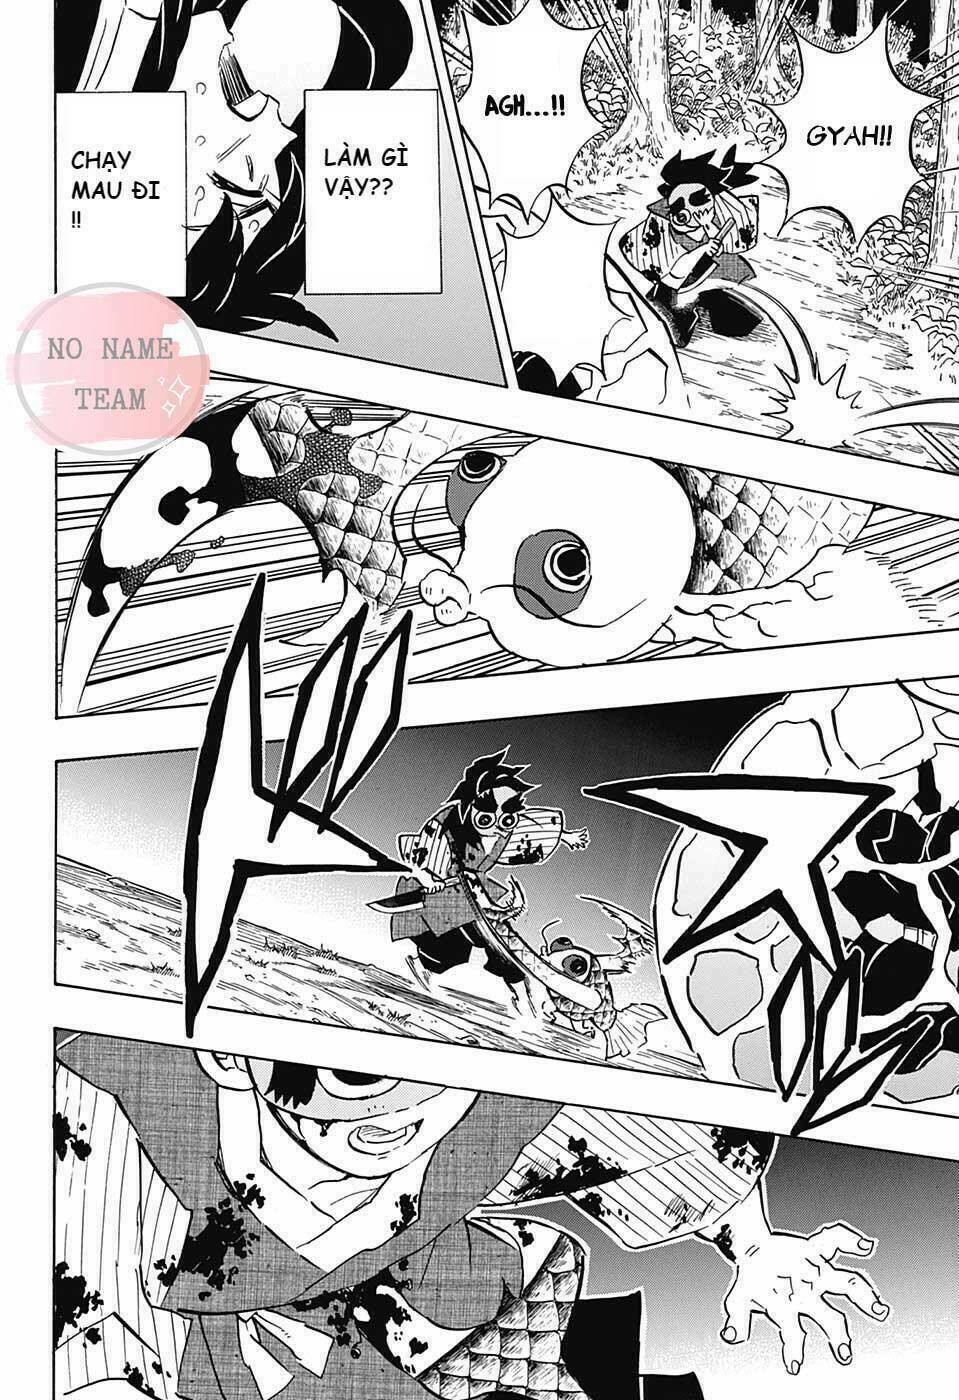 GYAH!!
AGH...!!
LÀM GÌ
VẬY??
CHẠY
MAU ĐI
!!
NO NAME
TEAM